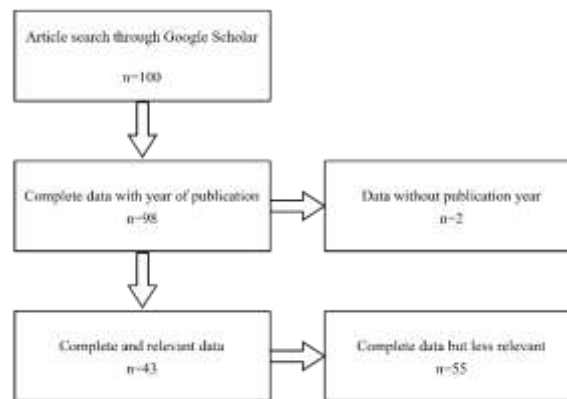 Article search through Google Scholar
n=100
Complete data with year of publication
n=98
Data without publication year
n=2
Complete and relevant data
n=43
Complete data but less relevant
n=55